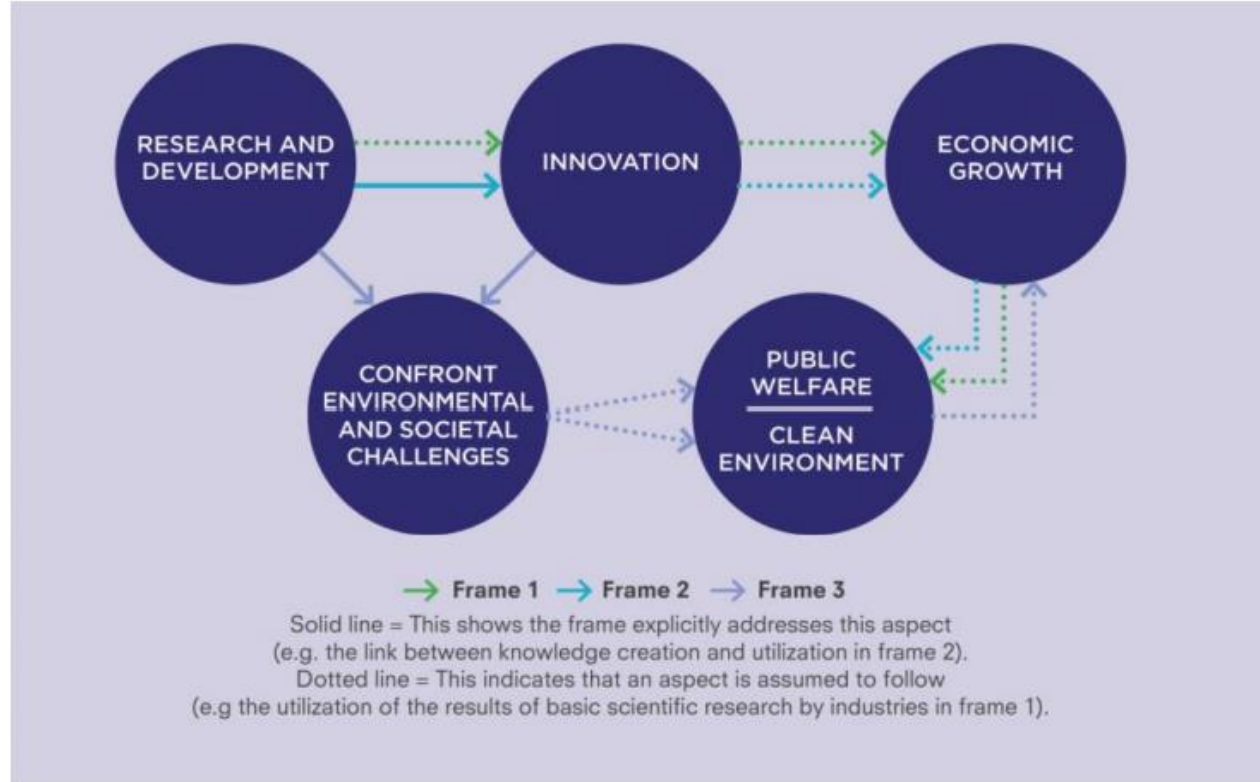 RESEARCH AND
DEVELOPMENT
INNOVATION
ECONOMIC
GROWTH
CONFRONT
ENVIRONMENTAL
AND SOCIETAL
CHALLENGES
PUBLIC
WELFARE
CLEAN
ENVIRONMENT
Frame 1 Frame 2 Frame 3
Solid line = This shows the frame explicitly addresses this aspect
(e.g. the link between knowledge creation and utilization in frame 2).
Dotted line = This indicates that an aspect is assumed to follow
(e.g the utilization of the results of basic scientific research by industries in frame 1).